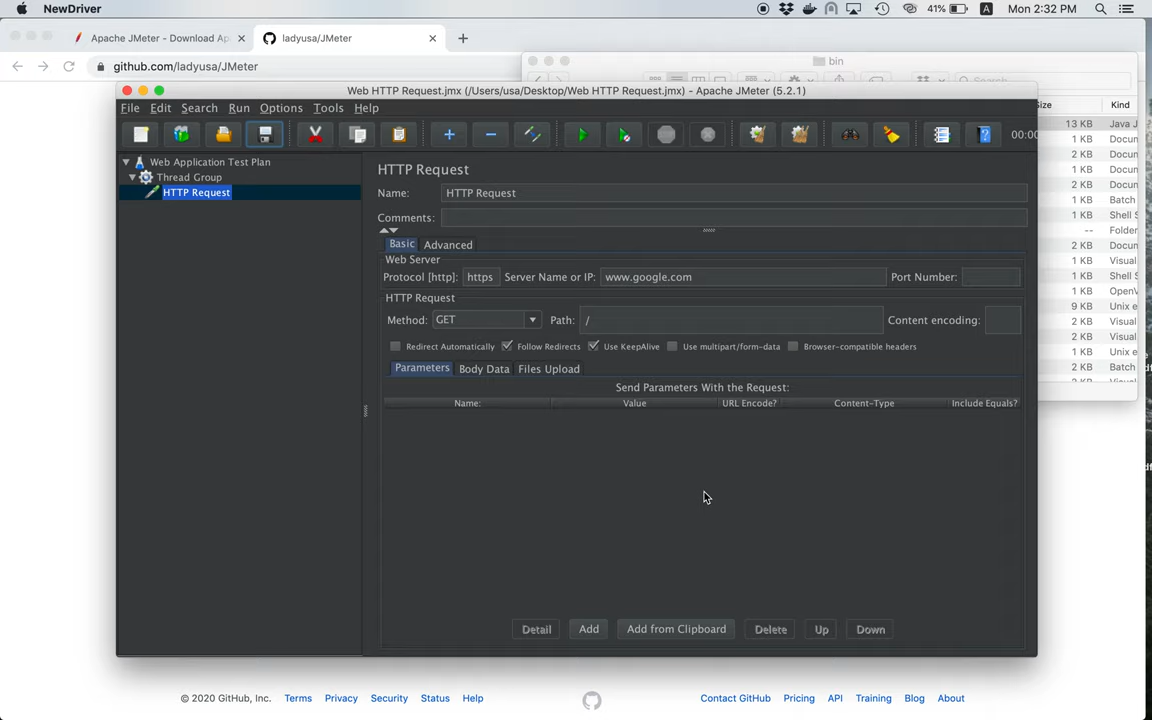 NewDriver
41%
A
Mon 2:32 PM
Apache JMeter - Download Ap
ladyusa/JMeter
github.com/ladyusa/JMeter
bin
Search
Size
Kind
Web HTTP Request.jmx (/Users/usa/Desktop/Web HTTP Request.jmx) - Apache JMeter (5.2.1)
File Edit Search Run Options Tools Help
00:00
Web Application Test Plan
Thread Group
HTTP Request
HTTP Request
Name: HTTP Request
Comments:
Basic Advanced
Web Server
Protocol [http]: https Server Name or IP: www.google.com Port Number:
HTTP Request
Method: GET Path: / Content encoding:
Redirect Automatically Follow Redirects Use KeepAlive Use multipart/form-data Browser-compatible headers
Parameters Body Data Files Upload
Send Parameters With the Request:
Name: Value URL Encode? Content-Type Include Equals?
Detail Add Add from Clipboard Delete Up Down
13 KB Java J
2 KB Docum
2 KB Docum
1 KB Docum
2 KB Docum
1 KB Batch
1 KB Shell S
-- Folder
2 KB Docum
1 KB Visual
1 KB Shell S
1 KB OpenV
9 KB Unix e
2 KB Visual
2 KB Visual
1 KB Unix e
2 KB Batch
2 KB Visual
© 2020 GitHub, Inc. Terms Privacy Security Status Help
Contact GitHub Pricing API Training Blog About